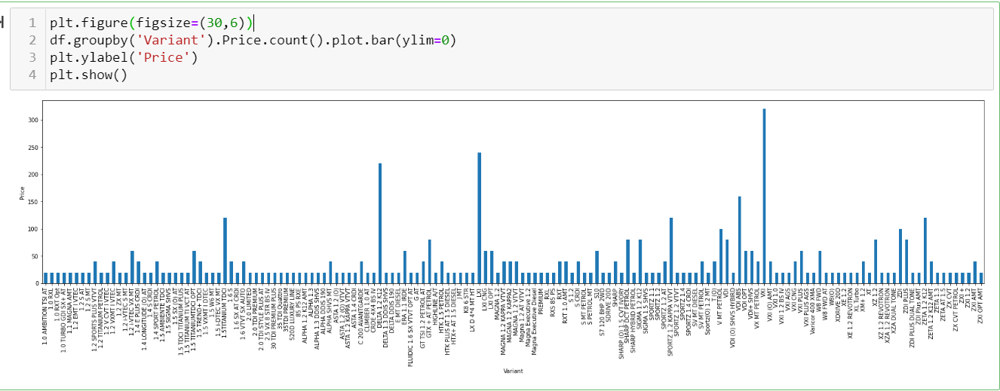 1 plt.figure(figsize=(30,6))
2 df.groupby('Variant').Price.count().plot.bar(ylim=0)
3 plt.ylabel('Price')
4 plt.show()
300
250
200
150
100
50
0
Price
1.0 AMBITION TSI AT
1.0 RXL
1.0 RXT Opt
1.0 TURBO GDI SX+ AT
1.1 MAGNA AMT
1.2 EMT I VTEC
1.2 S AT
1.2 S MT
1.2 SPORTS PLUS VTVT
1.2 TITANIUM PETROL
1.2 VCVT I VTEC
1.2 VXMT I VTEC
1.2 ZXI MT
1.2 i-VTEC S MT
1.2 i-VTEC VX MT
1.4 E PLUS CRDI
1.4 LONGITUDE (O) AT
1.4 S CRDI
1.4 SV PETROL
1.5 AMBIENTE TDCI
1.5 SIGMA SHVS
1.5 SX (O) AT
1.5 TDCI TITANIUM PLUS
1.5 TITANIUM TI VCT AT
1.5 TITANIUMTDCI OPT
1.5 TREND+ TDCI
1.5 VXMT I DTEC
1.5 W6 MT
1.5 i-DTEC VX MT
1.5TITANIUM TDCI
1.6 S
1.6 SX CRDI
1.6 VTVT SX AUTO
2.0 LIMITED
2.0 TD PREMIUM
2.0 TDI STYLE PLUS AT
2.5 VX 8 STR BS IV
30 TDI PREMIUM PLUS
35 TDI Quattro
35TDI PREMIUM
520D LUXURY LINE
85 PS RXE
ALPHA 1.2 K12 AMT
ALPHA 1.3
ALPHA 1.3 DDIS SHVS
ALPHA DDIS 190
ALPHA SHVS MT
ASTA 1.2 (O)
ASTA 1.2 (O) VTVT
ASTA 1.2 KAPPA VTVT
ASTA 1.4 CRDI
C 200 AVANTGARDE
CLIMBER 1.0 AT
CRDE 4X4 BS IV
DELTA 1.2 K12
DELTA 1.3 DDIS SHVS
DELTA DDIS 190
E MT DIESEL
ERA 1.1 IRDE
FLUIDIC 1.6 SX VTVT OPT AT
G AT
GT TSI 1.2 PETROL AT
GTX + AT PETROL
HIGHLINE A/T
HTK 1.5 PETROL
HTK PLUS AT 1.5 DIESEL
HTX+ AT 1.5 DIESEL
J MT
K8 6 STR
LX D 4*4 MT HT
LXI
LXI CNG
LXI OPT
MAGNA 1.2
MAGNA 1.2 KAPPA VTVT
MAGNA 1.2 KAPPA2
MAGNA 1.2 VTVT
Magna 1.2 AT VTVT
Magna Executive 1.2
Magna Executive Diesel
PREMIUM
RXL
RXS 85 PS
RXT
RXT 1.0 AMT
S 1.2
S CRDI
S MT PETROL
S PETROL MT
S10
S7 120 BHP 2WD
SDRIVE 20D
SHARP
SHARP (O) 1.5 CVT IVORY
SHARP DCT PETROL
SHARP HYBRID PETROL
SIGMA 1.2 K12
SIGMA 1.5 SHVS
SPORTZ 1.1
SPORTZ 1.2
SPORTZ 1.2 AT
SPORTZ 1.2 KAPPA VTVT
SPORTZ 1.2 VTVT
SPORTZ 1.4
SPORTZ 1.4 CRDI
SV MT DIESEL
SV MT PETROL
Sportz(O) 1.2 MT
T (O)
V MT PETROL
VDI
VDI (O) SHVS HYBRID
VDI ABS
VDI OPT
VDI SHVS
VX MT PETROL
VXI
VXI (O) AMT
VXI 1.0
VXI 1.2 BS IV
VXI AGS
VXI CNG
VXI PLUS
VXI PLUS AGS
Varicor 400 XM
W8 FWD
W8 FWD AT
W8(O)
XDRIVE 20D
XE 1.2
XE 1.2 REVOTRON
XL Turbo
XM+ 1.2
XT
XZ 1.2
XZ 1.2 REVOTRON
XZA 1.2 REVOTRON
XZA DUAL TONE
ZDI
ZDI PLUS
ZDI PLUS DUAL TONE
ZDI Plus AMT
ZETA 1.2 K12
ZETA 1.2 K12 AMT
ZETA 1.3
ZETA AT 1.5
ZX CVT
ZX CVT PETROL
ZXI +
ZXI 1.2
ZXI AMT
ZXI OPT AMT
Variant